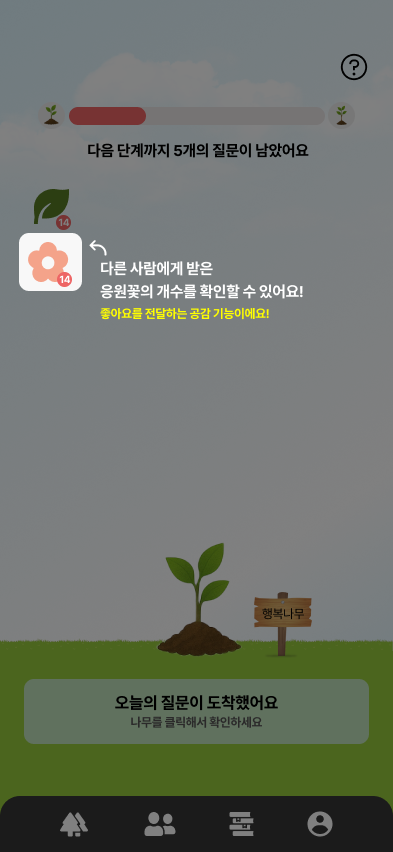 다음 단계까지 5개의 질문이 남았어요
14
14
다른 사람에게 받은
응원꽃의 개수를 확인할 수 있어요!
좋아요를 전달하는 공감 기능이에요!
행복나무
오늘의 질문이 도착했어요
나무를 클릭해서 확인하세요